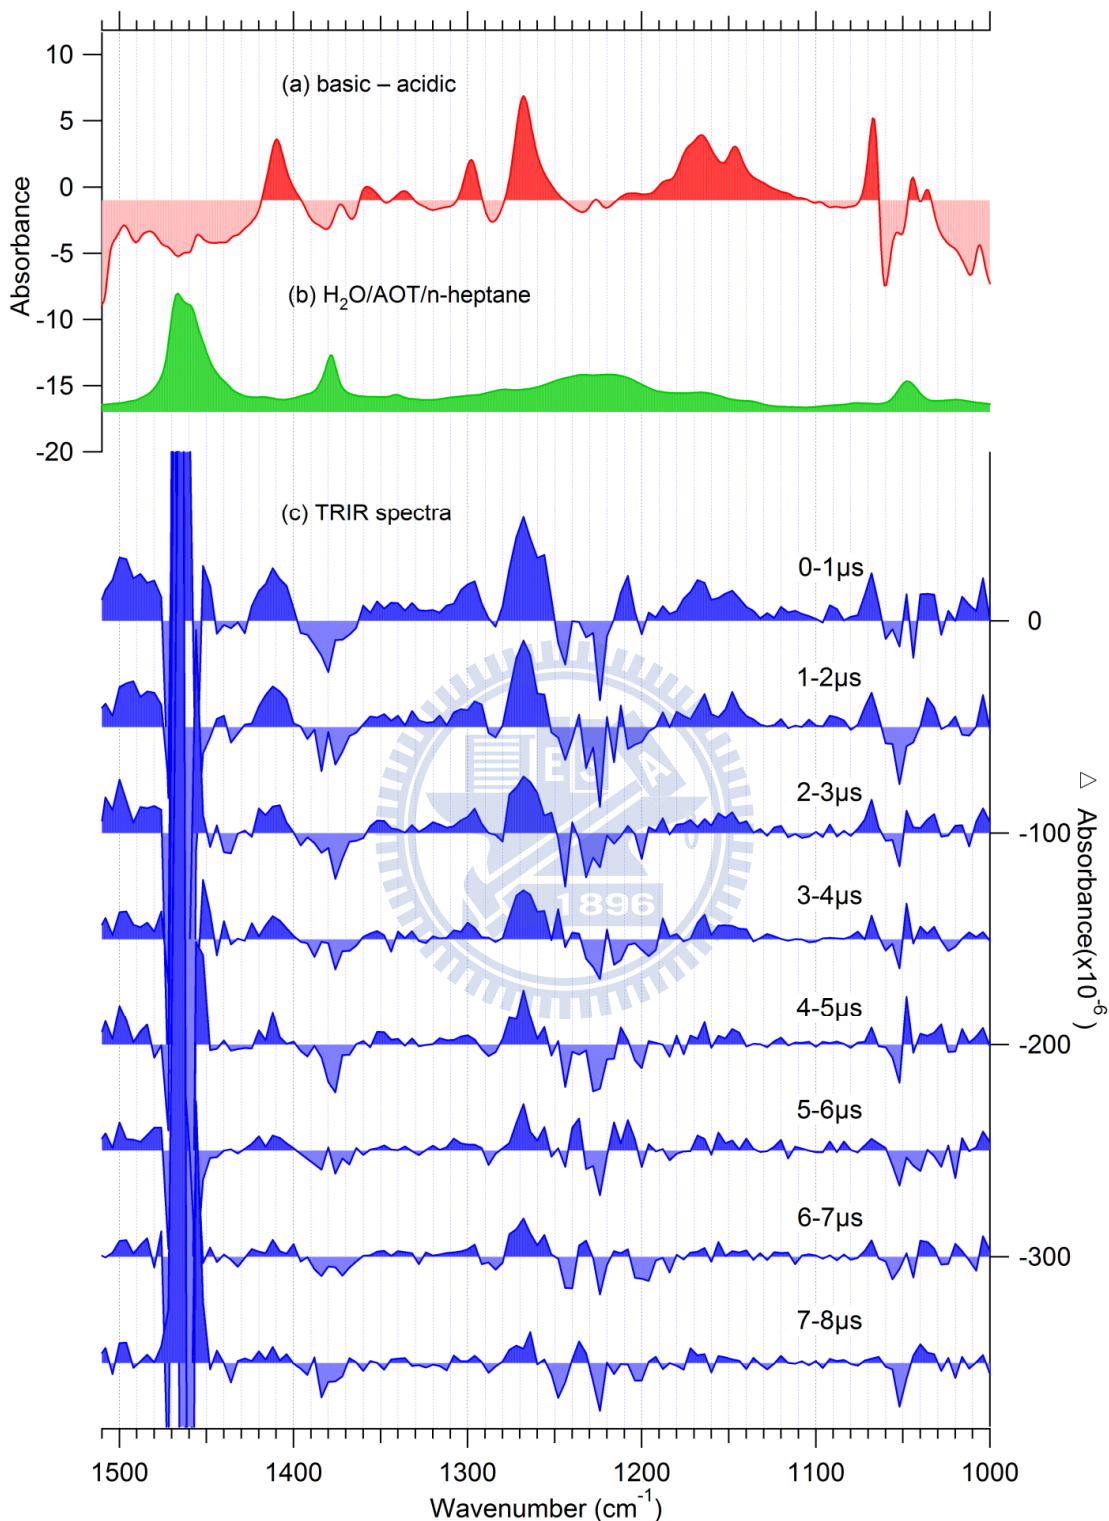 10
5
0
-5
-10
-15
-20
Absorbance
(a) basic – acidic
(b) H₂O/AOT/n-heptane
(c) TRIR spectra
0-1µs
1-2µs
2-3µs
3-4µs
4-5µs
5-6µs
6-7µs
7-8µs
0
-100
-200
-300
△ Absorbance(x10⁻⁶)
E S A
1896
1500 1400 1300 1200 1100 1000
Wavenumber (cm⁻¹)